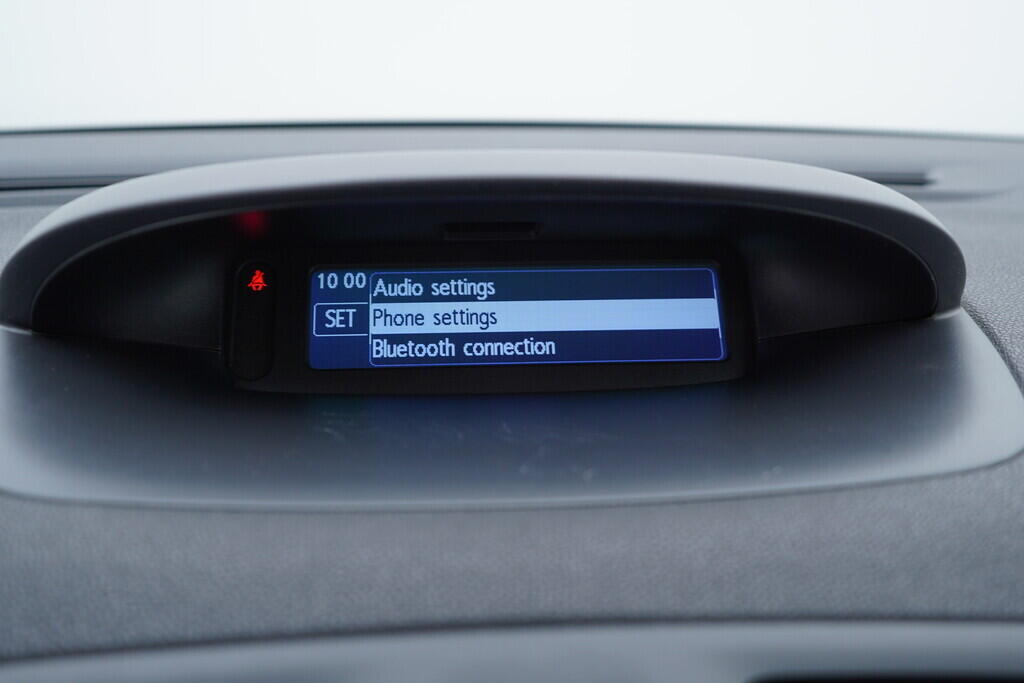 10 00
Audio settings
SET
Phone settings
Bluetooth connection